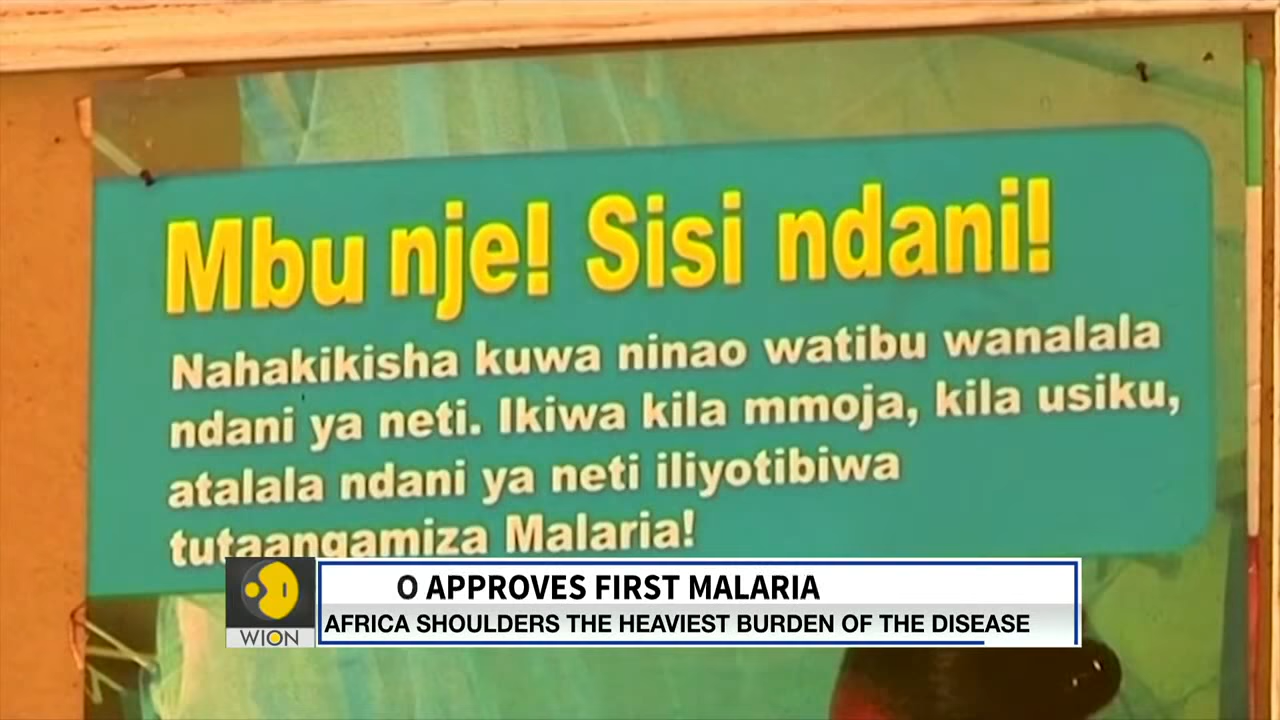 Mbu nje! Sisi ndani!
Nahakikisha kuwa ninao watibu wanalala
ndani ya neti. Ikiwa kila mmoja, kila usiku,
atalala ndani ya neti iliyotibiwa
tutaangamiza Malaria!
O APPROVES FIRST MALARIA
AFRICA SHOULDERS THE HEAVIEST BURDEN OF THE DISEASE
WION